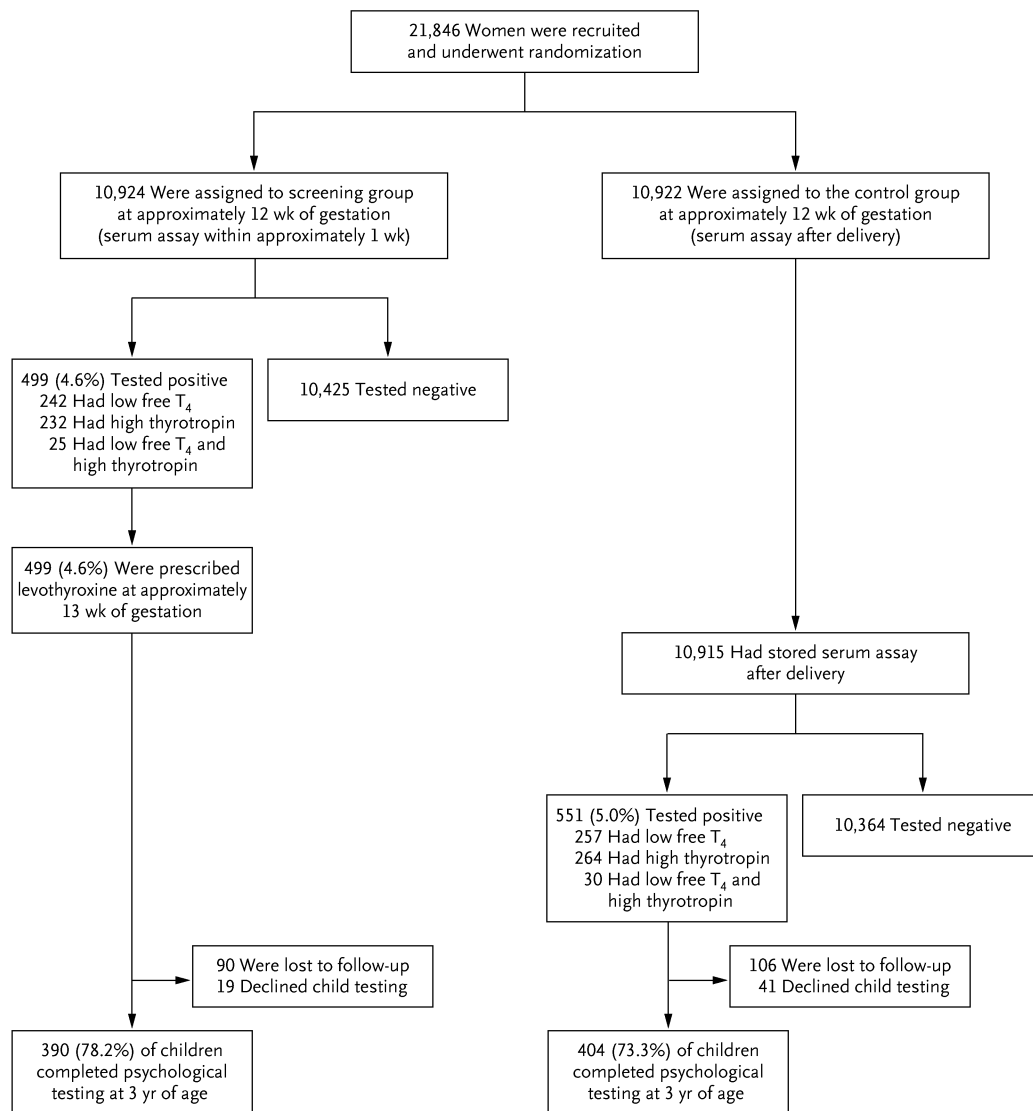 21,846 Women were recruited
and underwent randomization
10,924 Were assigned to screening group
at approximately 12 wk of gestation
(serum assay within approximately 1 wk)
10,922 Were assigned to the control group
at approximately 12 wk of gestation
(serum assay after delivery)
499 (4.6%) Tested positive
242 Had low free T₄
232 Had high thyrotropin
25 Had low free T₄ and
high thyrotropin
10,425 Tested negative
499 (4.6%) Were prescribed
levothyroxine at approximately
13 wk of gestation
10,915 Had stored serum assay
after delivery
551 (5.0%) Tested positive
257 Had low free T₄
264 Had high thyrotropin
30 Had low free T₄ and
high thyrotropin
10,364 Tested negative
90 Were lost to follow-up
19 Declined child testing
106 Were lost to follow-up
41 Declined child testing
390 (78.2%) of children
completed psychological
testing at 3 yr of age
404 (73.3%) of children
completed psychological
testing at 3 yr of age